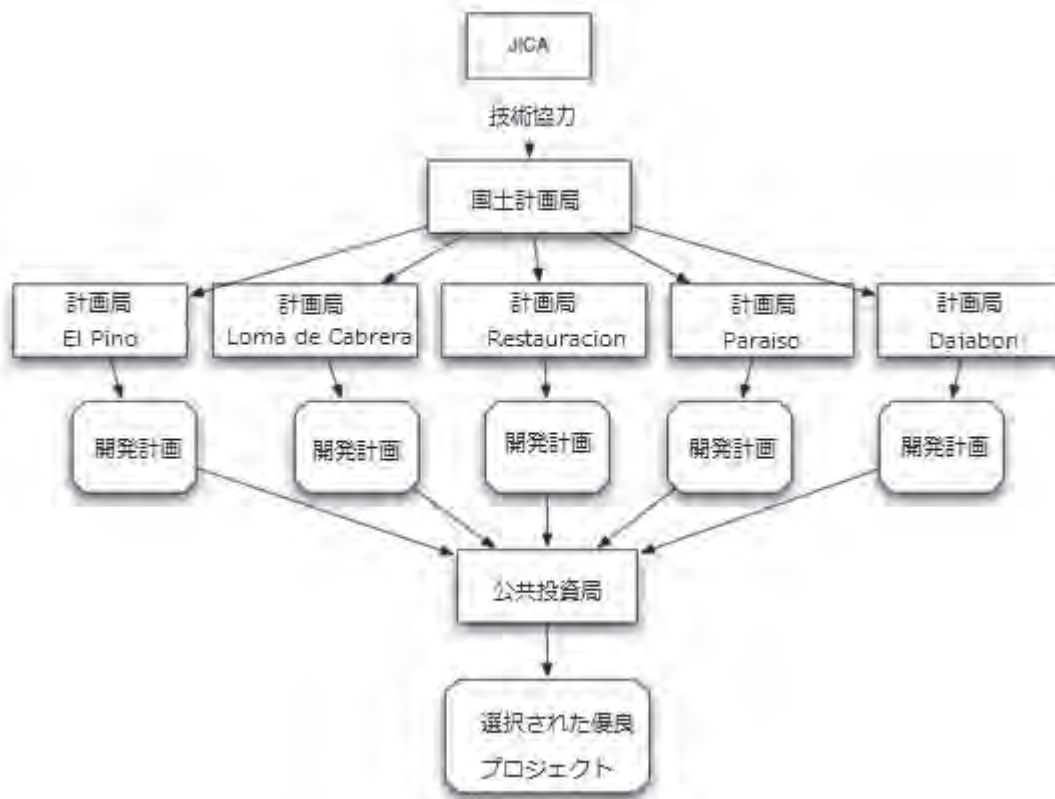 JICA
技術協力
国土計画局
計画局
El Pino
計画局
Loma de Cabrera
計画局
Restauracion
計画局
Paraiso
計画局
Dajabon
開発計画
開発計画
開発計画
開発計画
開発計画
公共投資局
選択された優良
プロジェクト